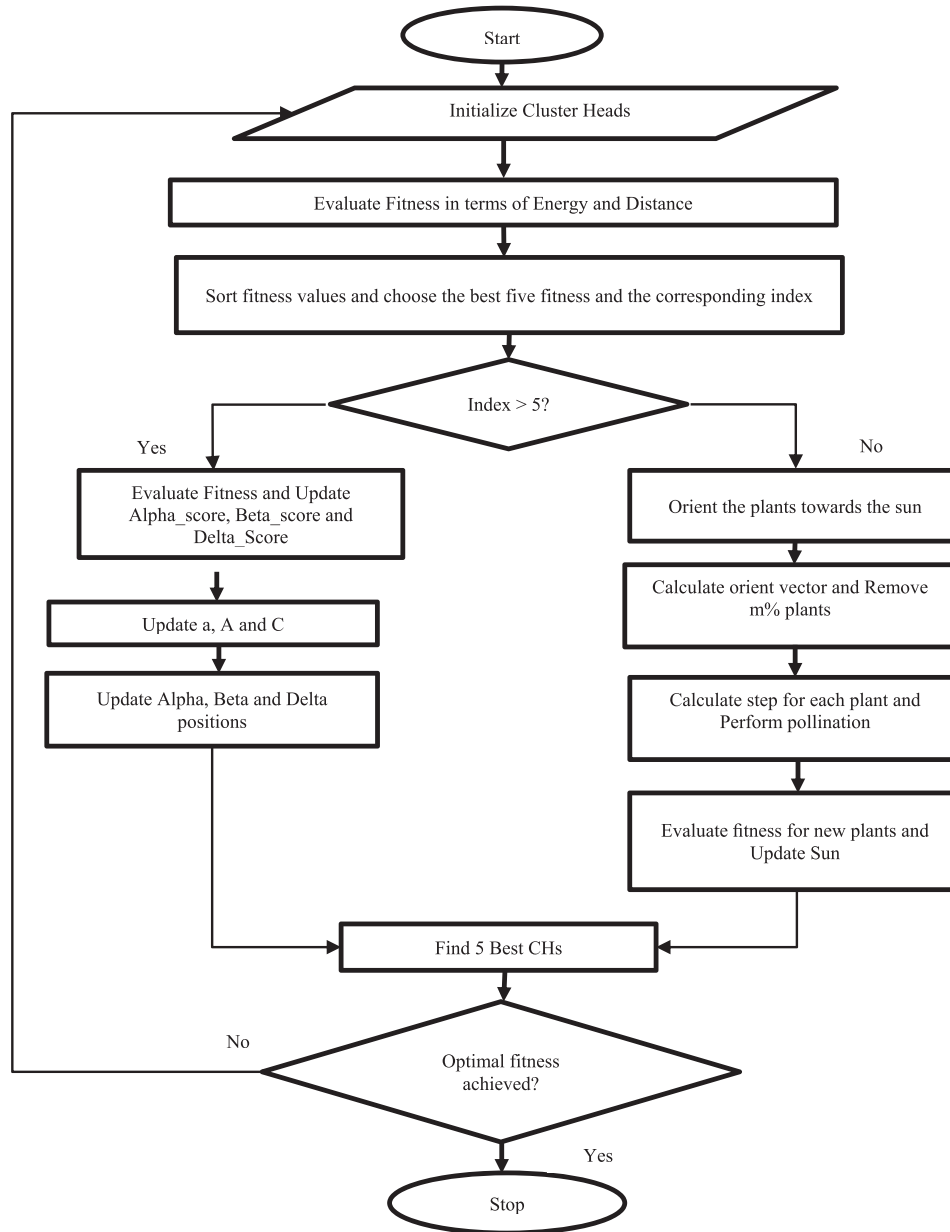 Start
Initialize Cluster Heads
Evaluate Fitness in terms of Energy and Distance
Sort fitness values and choose the best five fitness and the corresponding index
Index > 5?
Yes
No
Evaluate Fitness and Update
Alpha_score, Beta_score and
Delta_Score
Update a, A and C
Update Alpha, Beta and Delta
positions
Orient the plants towards the sun
Calculate orient vector and Remove
m% plants
Calculate step for each plant and
Perform pollination
Evaluate fitness for new plants and
Update Sun
Find 5 Best CHs
No
Optimal fitness
achieved?
Yes
Stop